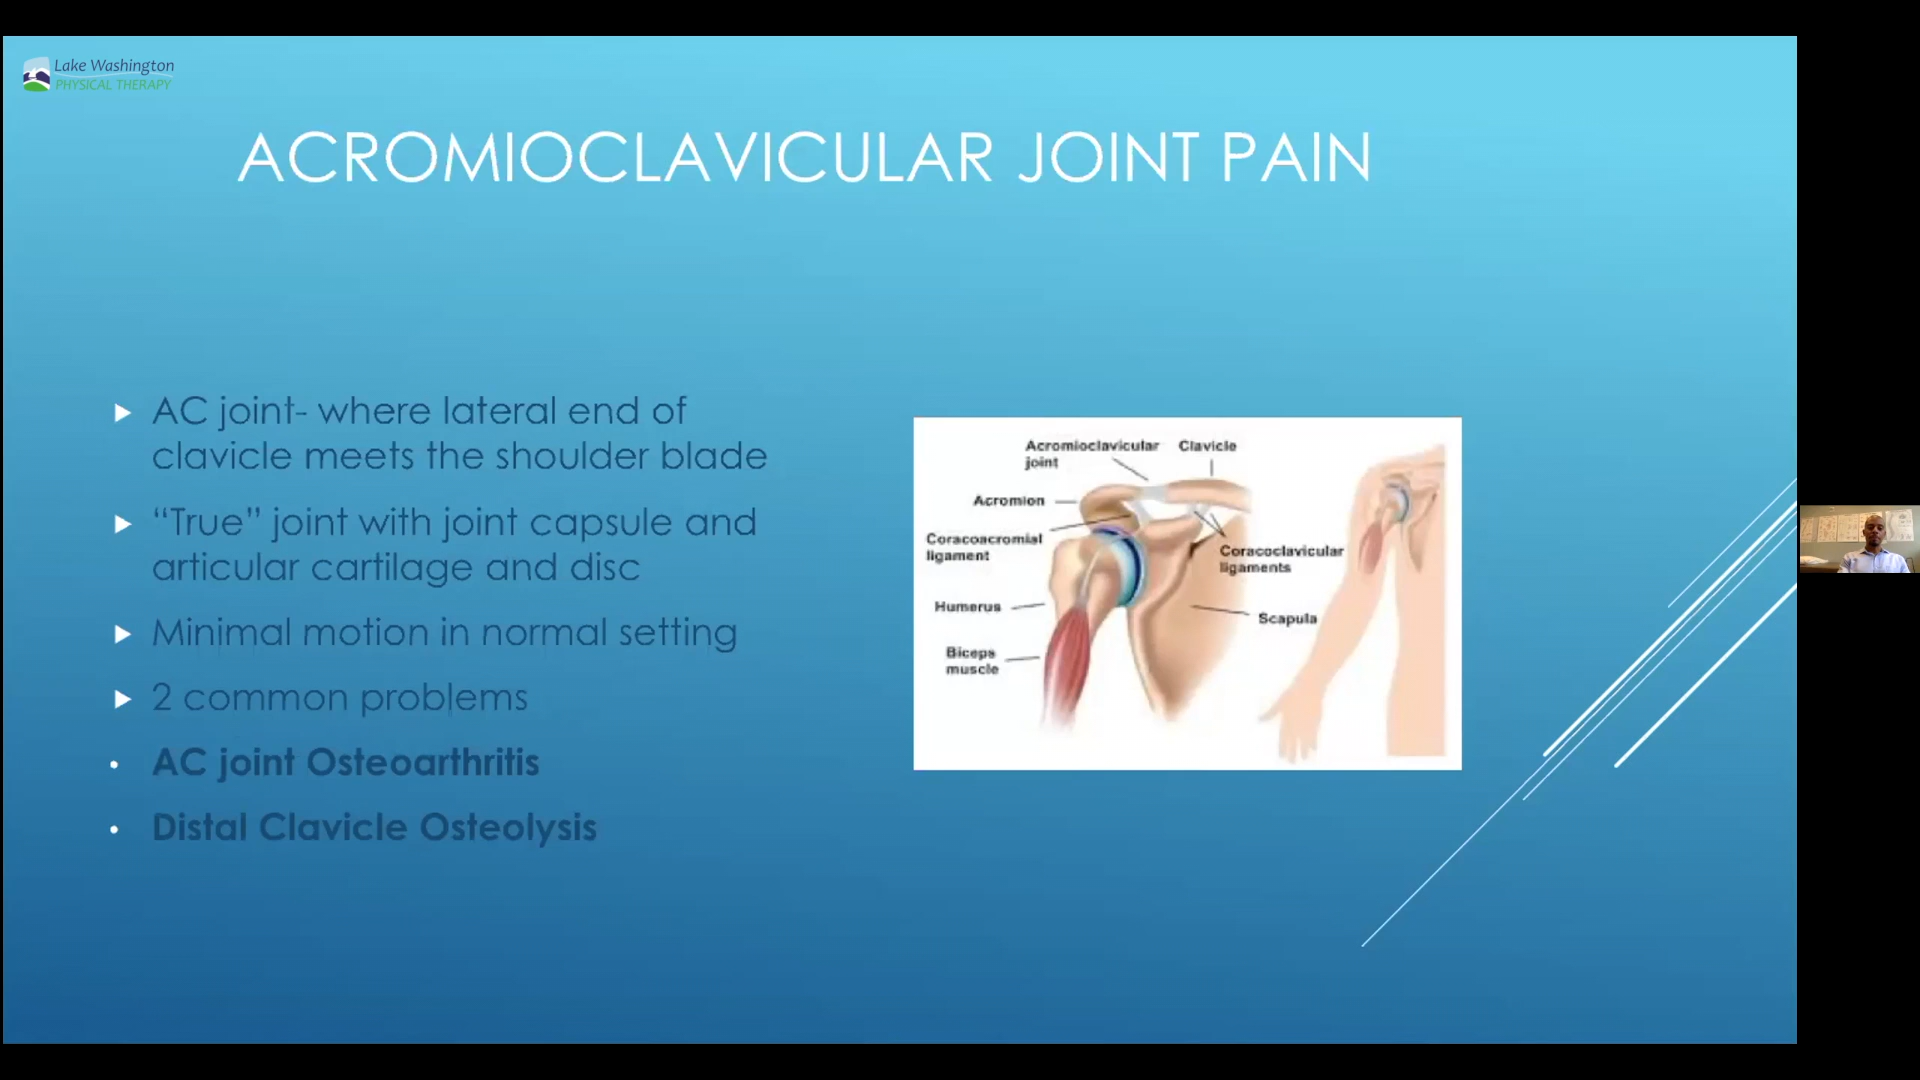 Lake Washington
PHYSICAL THERAPY
ACROMIOCLAVICULAR JOINT PAIN
AC joint- where lateral end of
clavicle meets the shoulder blade
“True” joint with joint capsule and
articular cartilage and disc
Minimal motion in normal setting
2 common problems
AC joint Osteoarthritis
Distal Clavicle Osteolysis
Acromioclavicular
joint
Clavicle
Acromion
Coracoacromial
ligament
Coracoclavicular
ligaments
Humerus
Scapula
Biceps
muscle